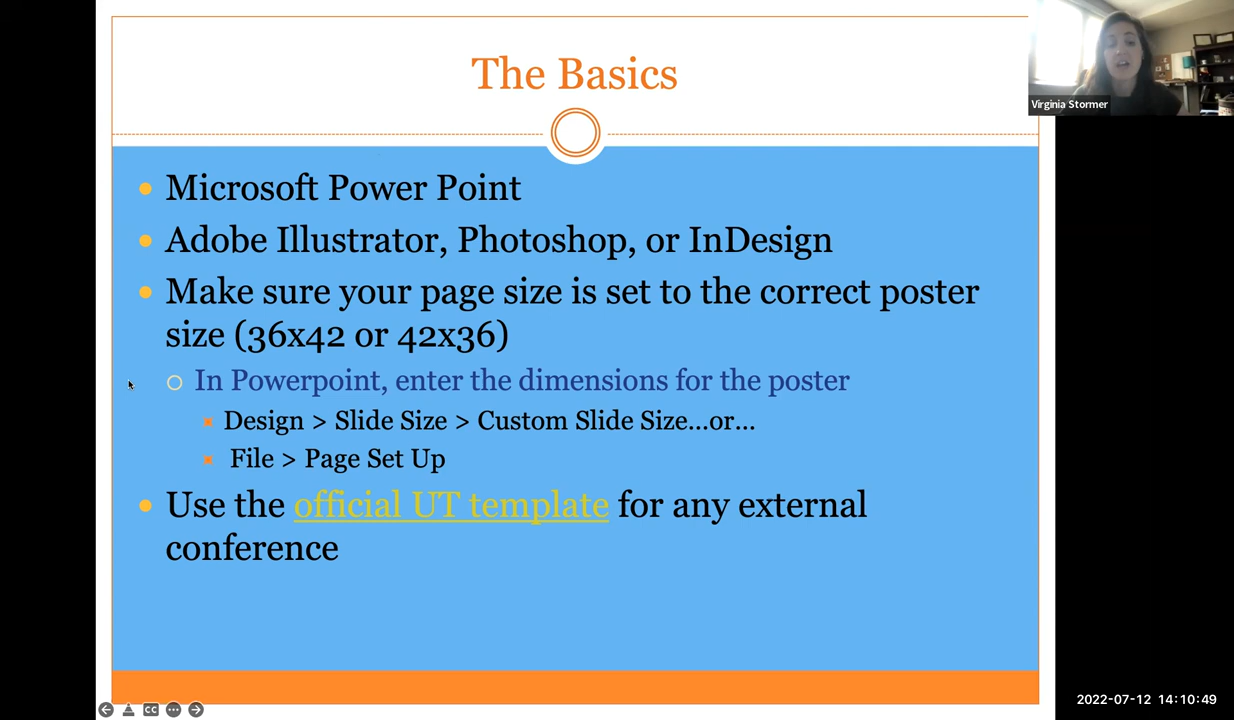 The Basics
Virginia Stormer
Microsoft Power Point
Adobe Illustrator, Photoshop, or InDesign
Make sure your page size is set to the correct poster
size (36x42 or 42x36)
In Powerpoint, enter the dimensions for the poster
Design > Slide Size > Custom Slide Size...or...
File > Page Set Up
Use the official UT template for any external
conference
CC
2022-07-12 14:10:49